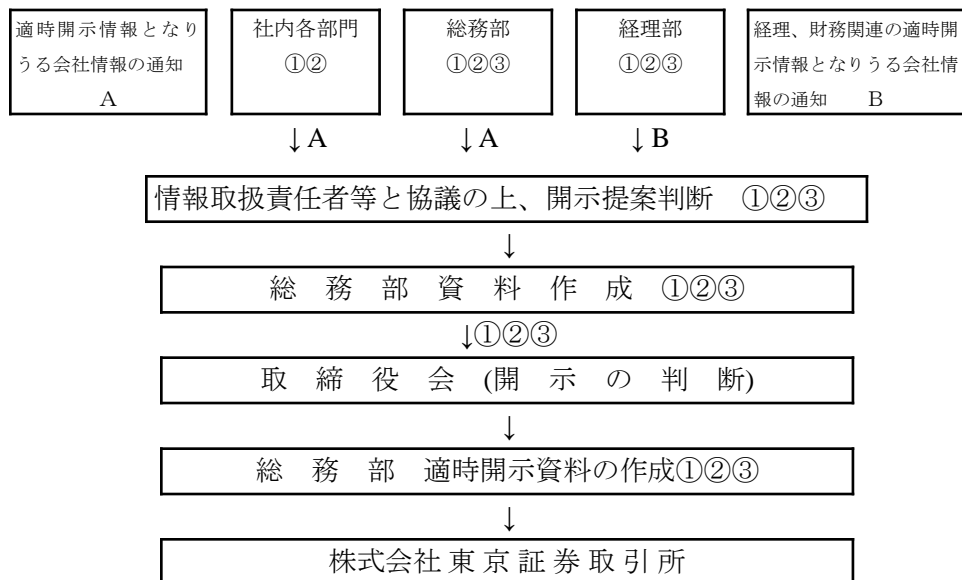 適時開示情報となり
うる会社情報の通知
A
社内各部門
①②
総務部
①②③
経理部
①②③
経理、財務関連の適時開
示情報となりうる会社情
報の通知 B
↓A
↓A
↓B
情報取扱責任者等と協議の上、開示提案判断 ①②③
↓
総 務 部 資 料 作 成 ①②③
↓①②③
取 締 役 会 (開 示 の 判 断)
↓
総 務 部 適時開示資料の作成①②③
↓
株式会社東京証券取引所